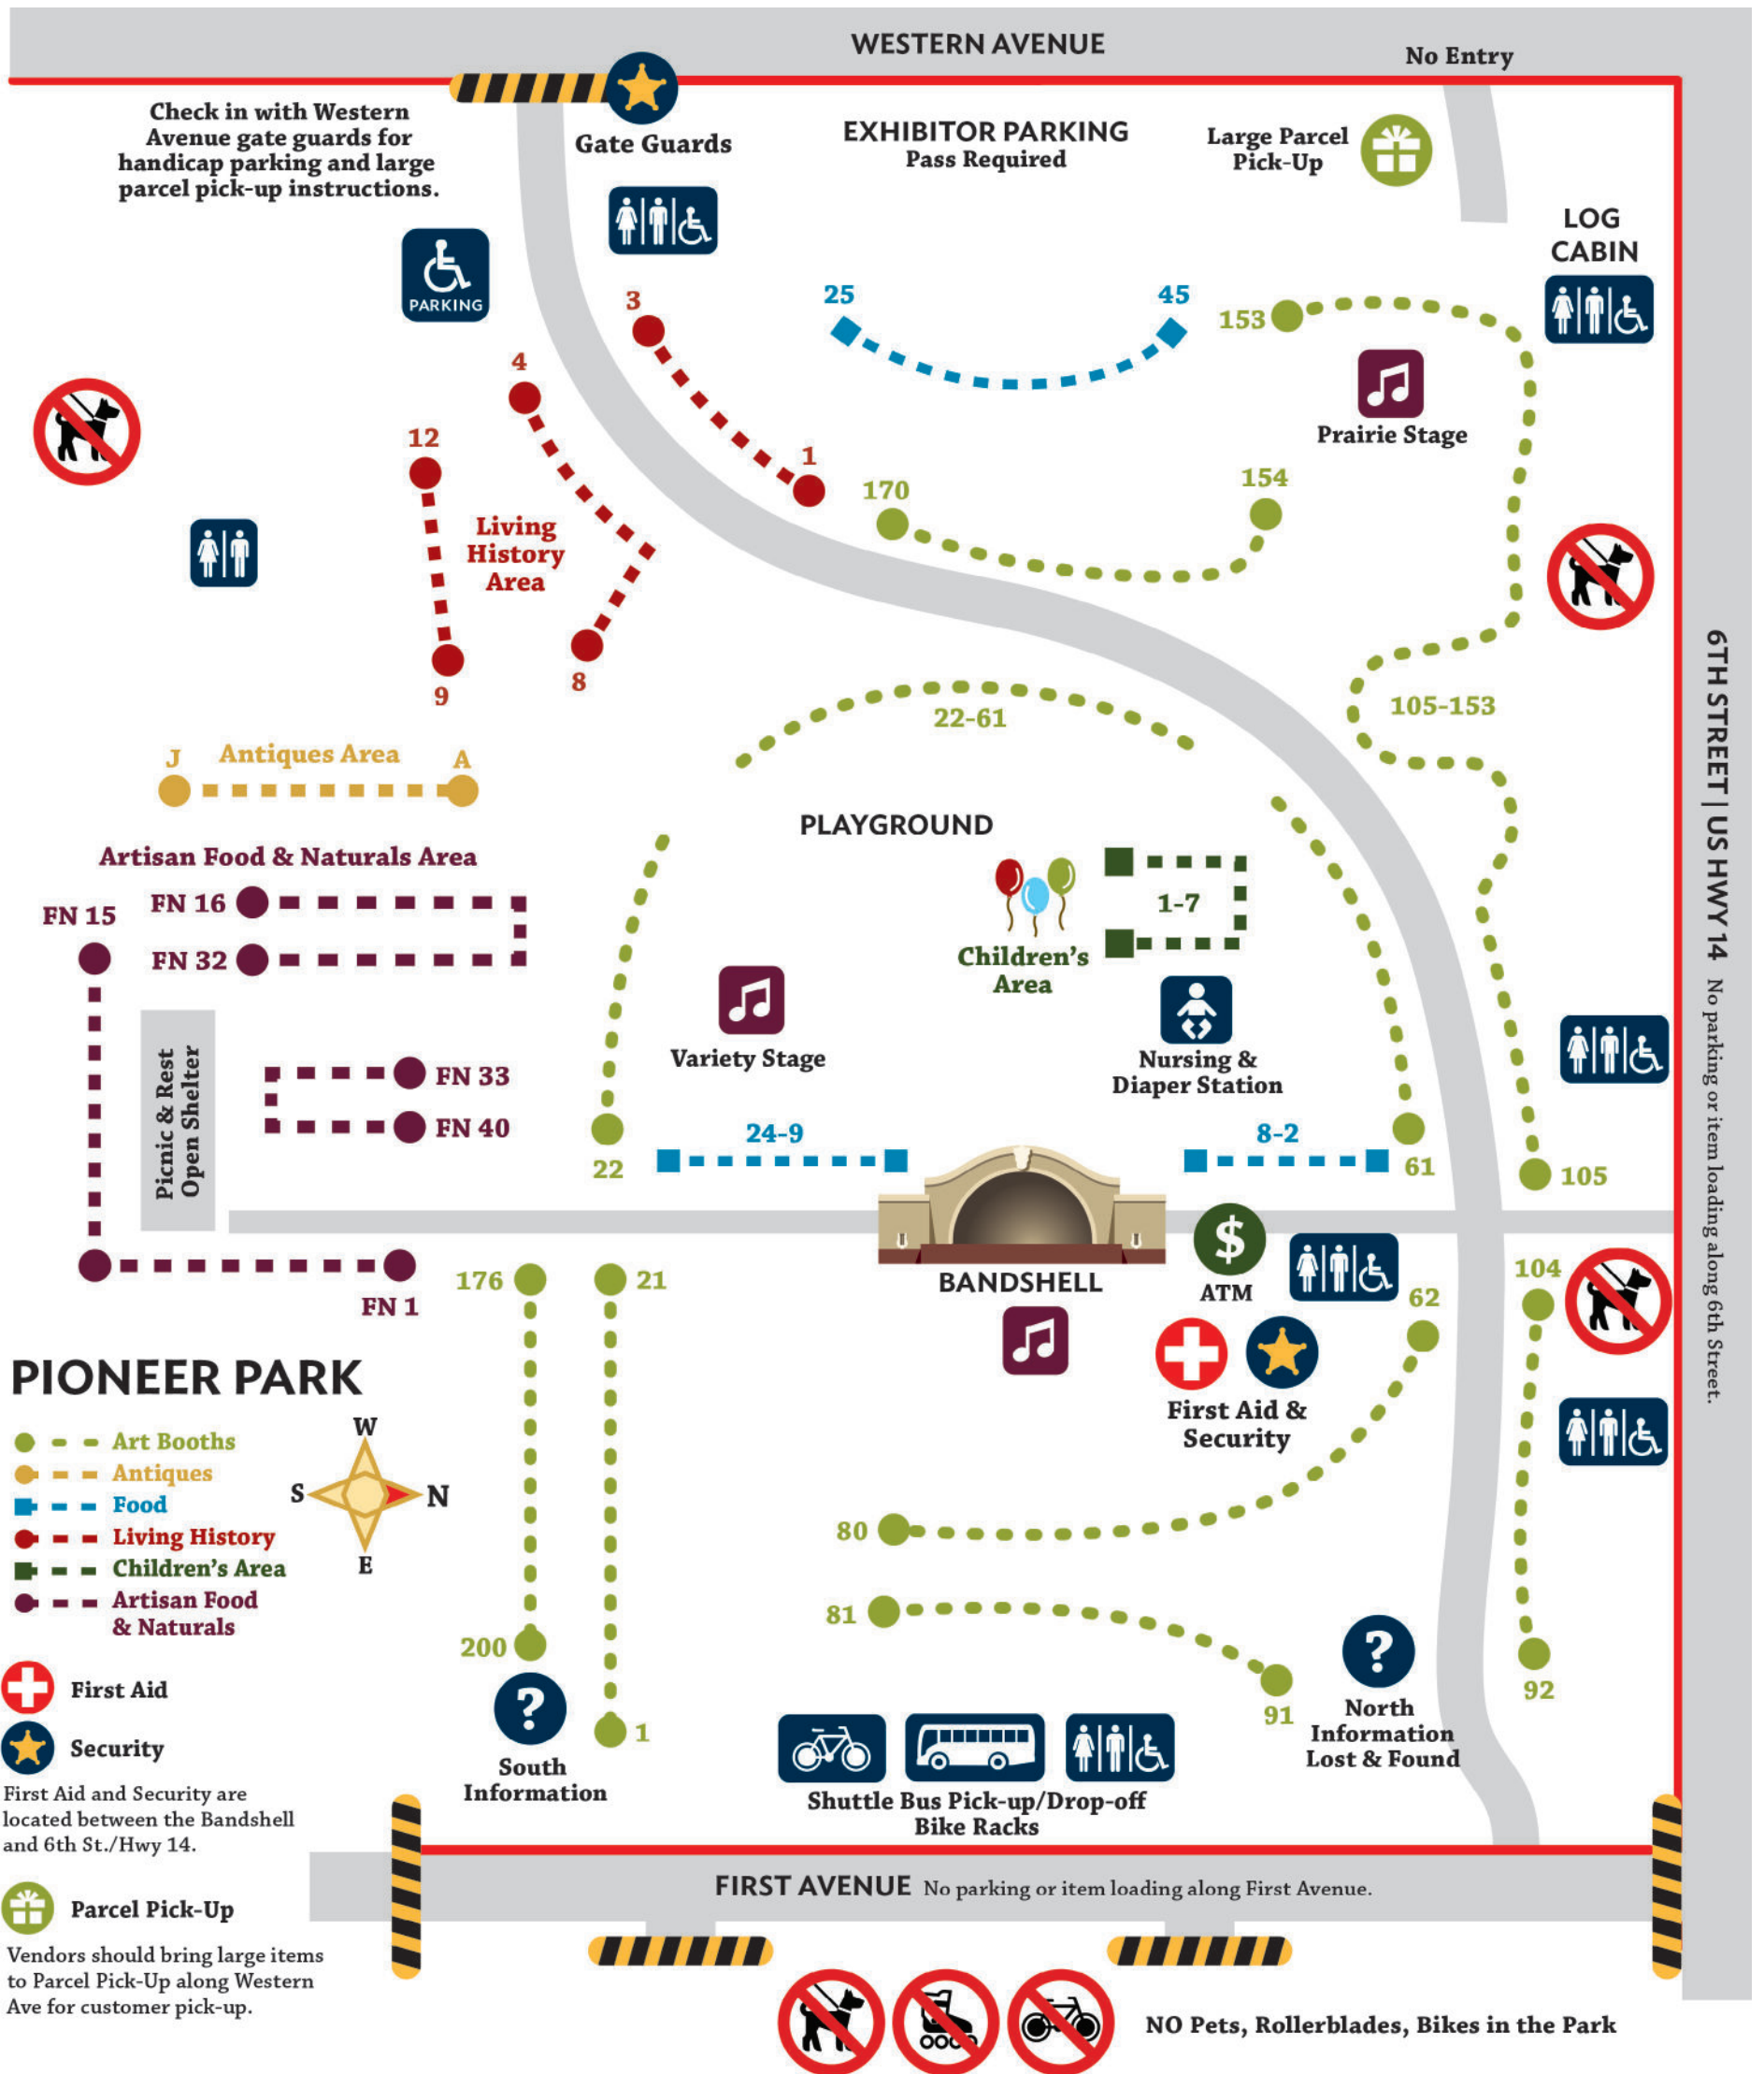 WESTERN AVENUE
No Entry
Check in with Western
Avenue gate guards for
handicap parking and large
parcel pick-up instructions.
Gate Guards
EXHIBITOR PARKING
Pass Required
Large Parcel
Pick-Up
LOG
CABIN
PARKING
3
25
45
153
4
Prairie Stage
12
1
170
154
Living
History
Area
9
8
22-61
105-153
6TH STREET | US HWY 14 No parking or item loading along 6th Street.
J
Antiques Area
A
PLAYGROUND
Artisan Food & Naturals Area
FN 15
FN 16
FN 32
1-7
Children's
Area
Variety Stage
Nursing &
Diaper Station
Picnic & Rest
Open Shelter
FN 33
FN 40
22
24-9
8-2
61
105
BANDSHELL
$
ATM
FN 1
176
21
62
104
First Aid &
Security
PIONEER PARK
Art Booths
Antiques
Food
Living History
Children's Area
Artisan Food
& Naturals
W
S
N
E
First Aid
Security
First Aid and Security are
located between the Bandshell
and 6th St./Hwy 14.
Parcel Pick-Up
Vendors should bring large items
to Parcel Pick-Up along Western
Ave for customer pick-up.
80
81
200
?
South
Information
1
91
?
North
Information
Lost & Found
92
Shuttle Bus Pick-up/Drop-off
Bike Racks
FIRST AVENUE No parking or item loading along First Avenue.
NO Pets, Rollerblades, Bikes in the Park